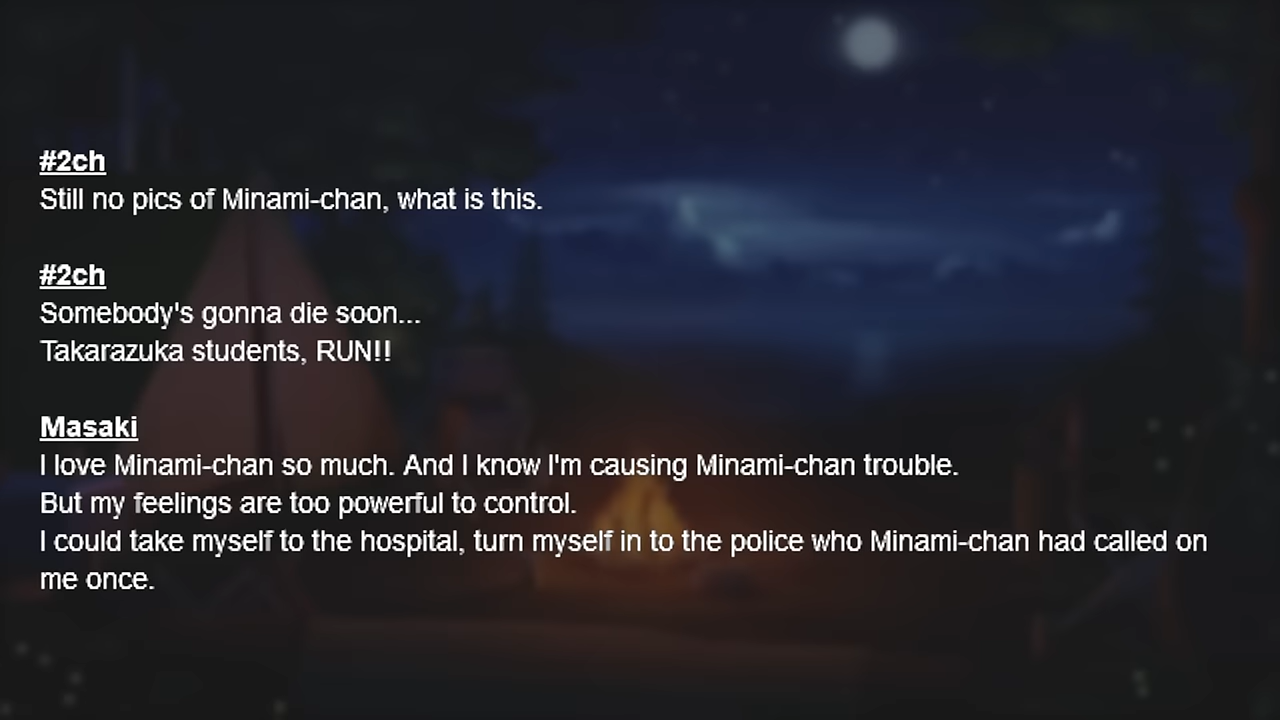 #2ch
Still no pics of Minami-chan, what is this.
#2ch
Somebody's gonna die soon...
Takarazuka students, RUN!!
Masaki
I love Minami-chan so much. And I know I'm causing Minami-chan trouble.
But my feelings are too powerful to control.
I could take myself to the hospital, turn myself in to the police who Minami-chan had called on
me once.